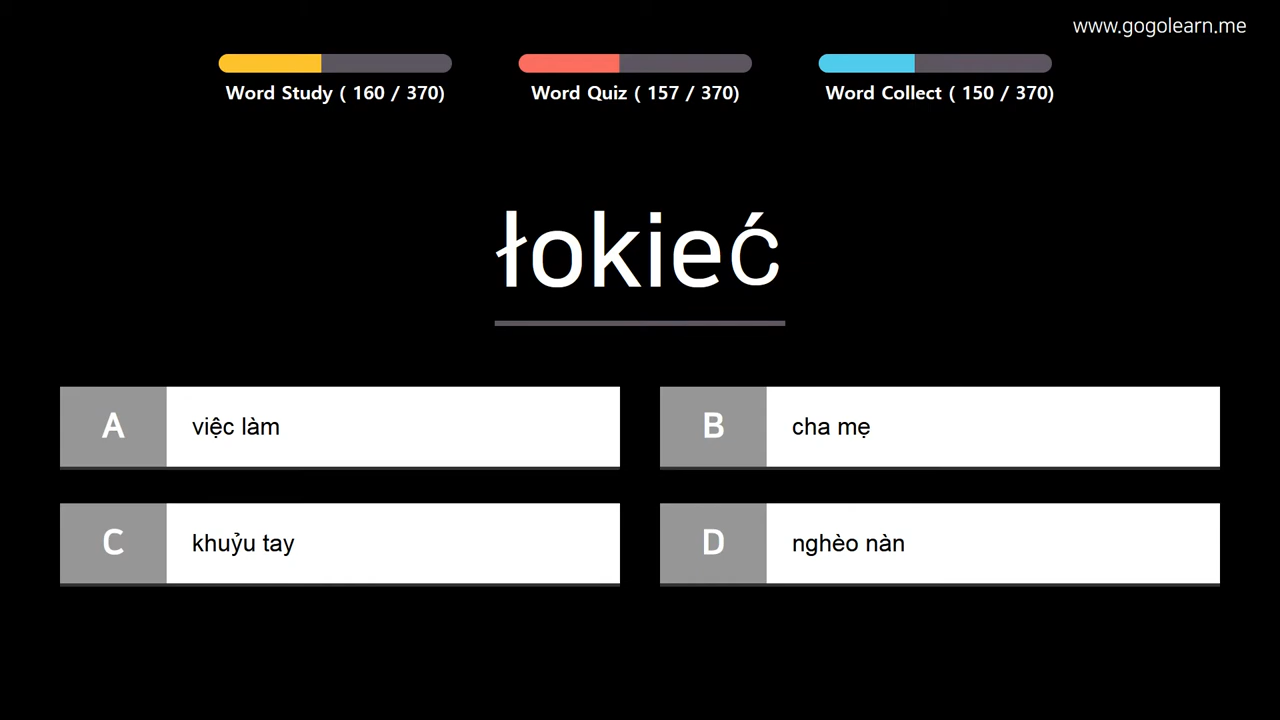 www.gogolearn.me
Word Study ( 160 / 370)
Word Quiz ( 157 / 370)
Word Collect ( 150 / 370)
łokieć
A việc làm
B cha mẹ
C khuỷu tay
D nghèo nàn